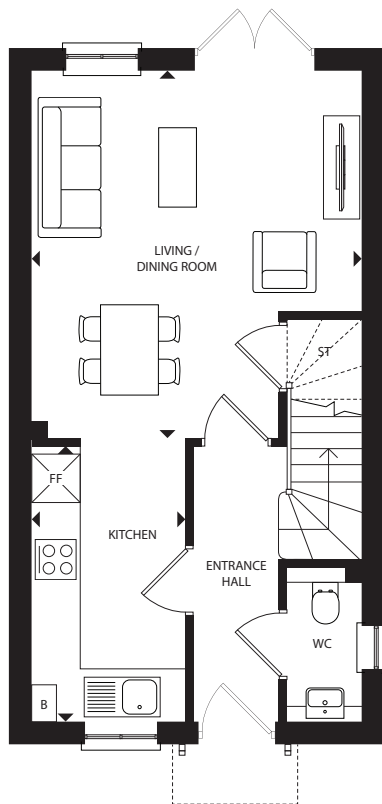 LIVING /
DINING ROOM
ST
FF
KITCHEN
ENTRANCE
HALL
WC
B